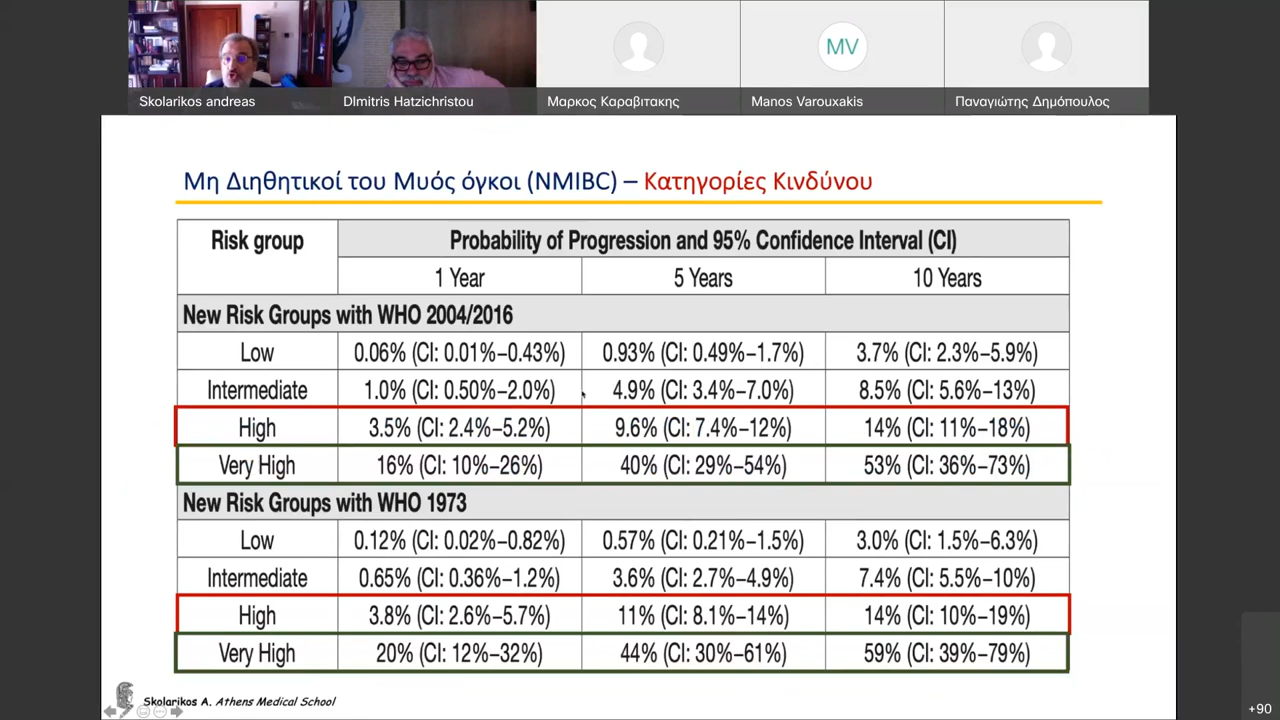 Skolarikos andreas
DImitris Hatzichristou
Μαρκος Καραβιτακης
MV
Manos Varouxakis
Παναγιώτης Δημόπουλος
Μη Διηθητικοί του Μυός όγκοι (NMIBC) – Κατηγορίες Κινδύνου
Risk group Probability of Progression and 95% Confidence Interval (CI)
1 Year 5 Years 10 Years
New Risk Groups with WHO 2004/2016
Low 0.06% (CI: 0.01%–0.43%) 0.93% (CI: 0.49%–1.7%) 3.7% (CI: 2.3%–5.9%)
Intermediate 1.0% (CI: 0.50%–2.0%) 4.9% (CI: 3.4%–7.0%) 8.5% (CI: 5.6%–13%)
High 3.5% (CI: 2.4%–5.2%) 9.6% (CI: 7.4%–12%) 14% (CI: 11%–18%)
Very High 16% (CI: 10%–26%) 40% (CI: 29%–54%) 53% (CI: 36%–73%)
New Risk Groups with WHO 1973
Low 0.12% (CI: 0.02%–0.82%) 0.57% (CI: 0.21%–1.5%) 3.0% (CI: 1.5%–6.3%)
Intermediate 0.65% (CI: 0.36%–1.2%) 3.6% (CI: 2.7%–4.9%) 7.4% (CI: 5.5%–10%)
High 3.8% (CI: 2.6%–5.7%) 11% (CI: 8.1%–14%) 14% (CI: 10%–19%)
Very High 20% (CI: 12%–32%) 44% (CI: 30%–61%) 59% (CI: 39%–79%)
Skolarikos A. Athens Medical School
+90